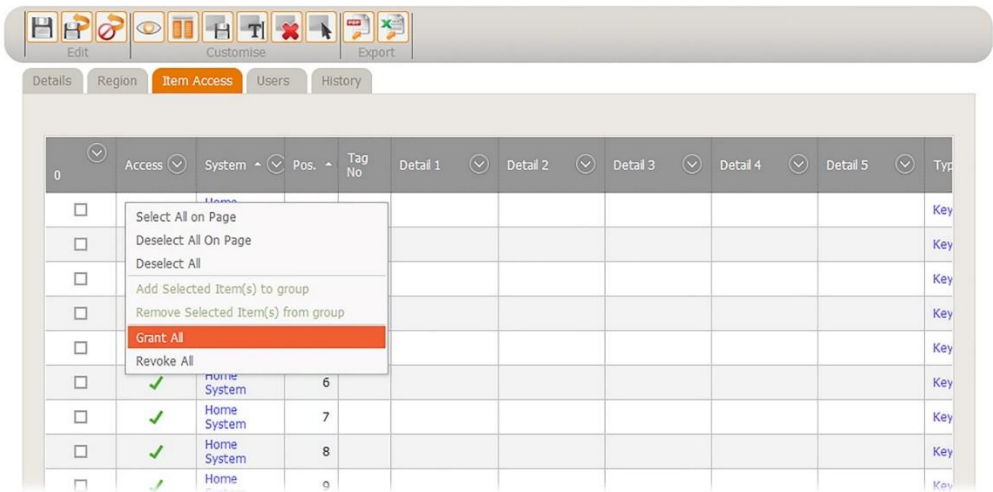 PDF
Edit
Customise
Export
Details
Region
Item Access
Users
History
0
Access
System
Pos.
Tag
No
Detail 1
Detail 2
Detail 3
Detail 4
Detail 5
Key
Select All on Page
Key
Deselect All On Page
Deselect All
Key
Add Selected Item(s) to group
Remove Selected Item(s) from group
Key
Grant All
Key
Revoke All
Home
System
6
Key
Home
System
7
Key
Home
System
8
Key
Home
9
Key